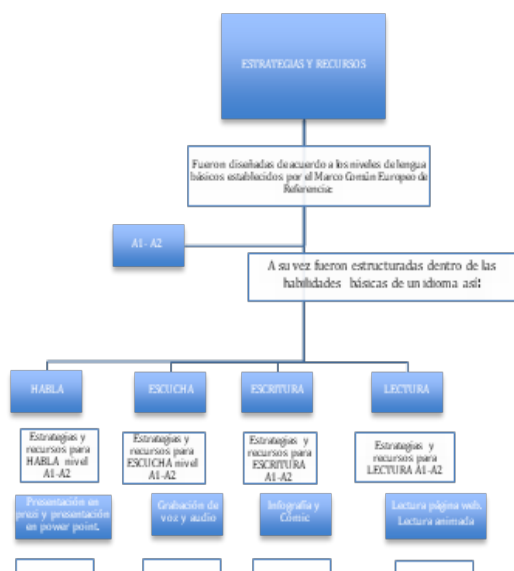 ESTRATEGIAS Y RECURSOS
Fueron diseñadas de acuerdo a los niveles de lengua
básicos establecidos por el Marco Común Europeo de
Referencia:
A1- A2
A su vez fueron estructuradas dentro de las
habilidades básicas de un idioma así:
HABLA
ESCUCHA
ESCRITURA
LECTURA
Estrategias y
recursos para
HABLA nivel
A1-A2
Estrategias y
recursos para
ESCUCHA nivel
A1-A2
Estrategias y
recursos para
ESCRITURA
A1-A2
Estrategias y
recursos para
LECTURA A1-A2
Presentación en
prezi y presentación
en power point.
Grabación de
voz y audio
Infografía y
Cómic
Lectura página web.
Lectura animada